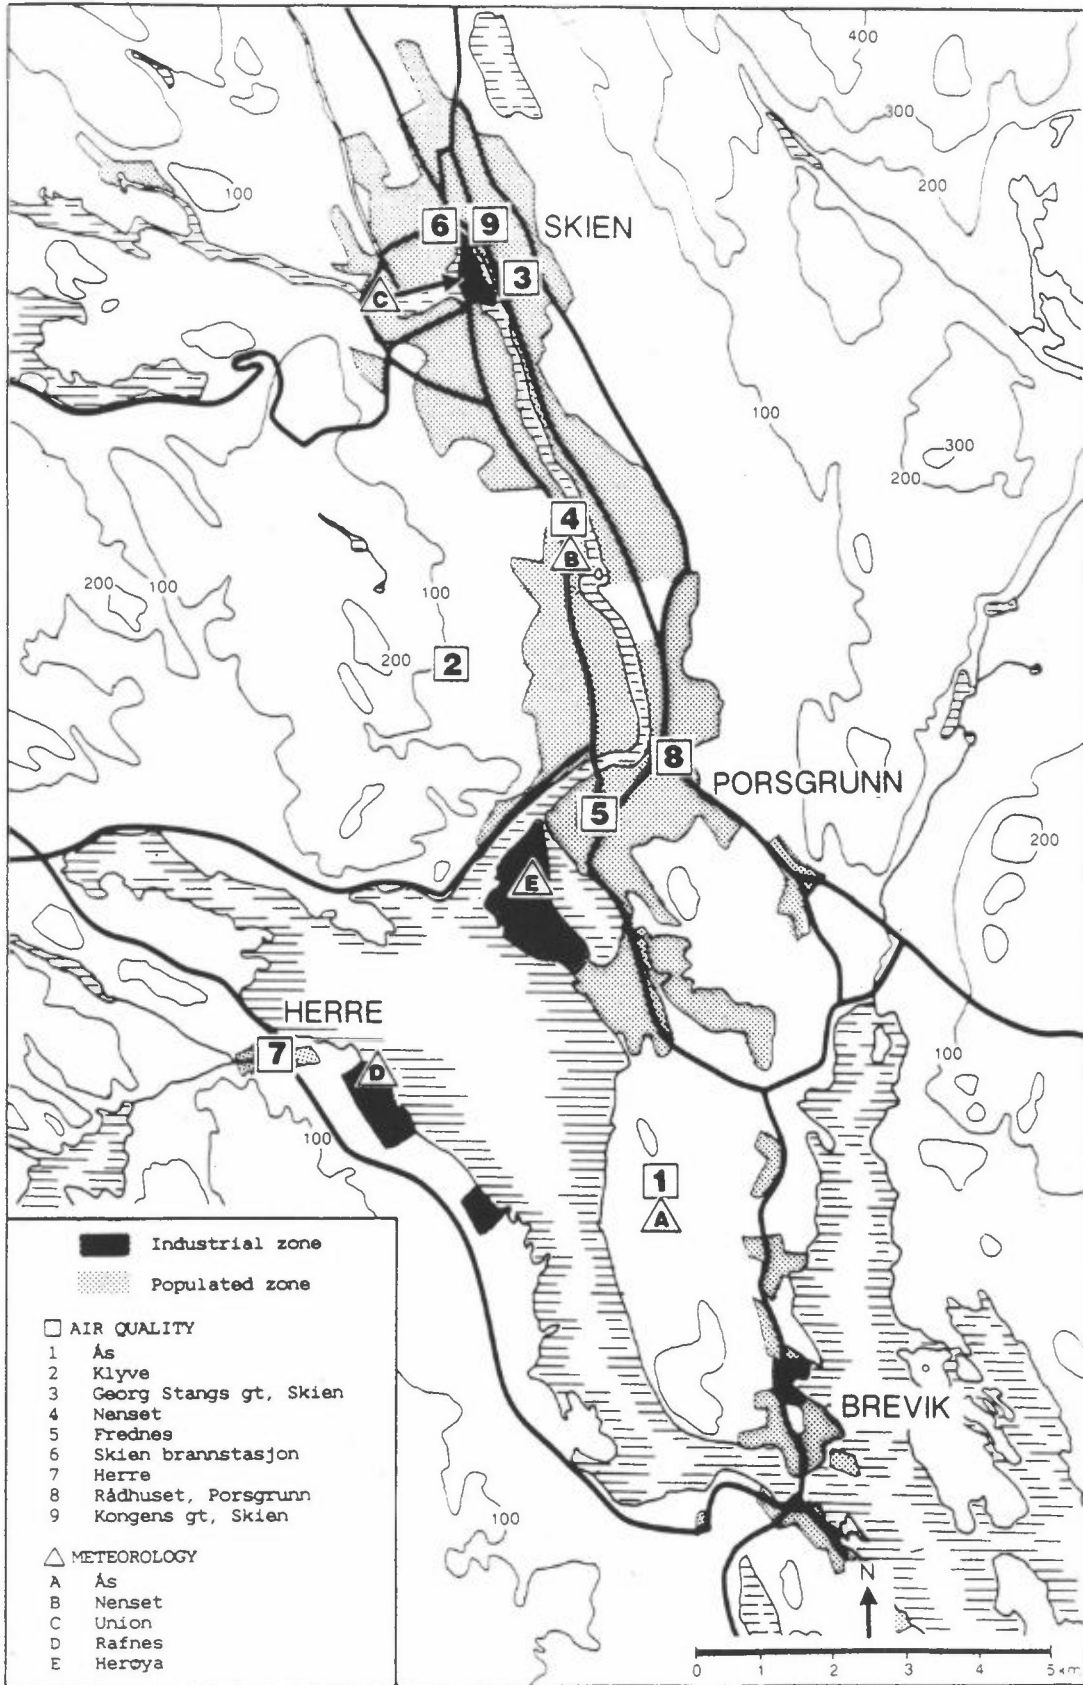 400
300
200
100
100
6
9
SKIEN
3
C
100
300
200
4
B
200
100
100
200
2
8
PORSGRUNN
5
200
E
HERRE
7
D
100
100
1
A
Industrial zone
Populated zone
AIR QUALITY
1 Ås
2 Klyve
3 Georg Stangs gt, Skien
4 Nenset
5 Frednes
6 Skien brannstasjon
7 Herre
8 Rådhuset, Porsgrunn
9 Kongens gt, Skien
METEOROLOGY
A Ås
B Nenset
C Union
D Rafnes
E Herøya
BREVIK
100
N
0 1 2 3 4 5 km